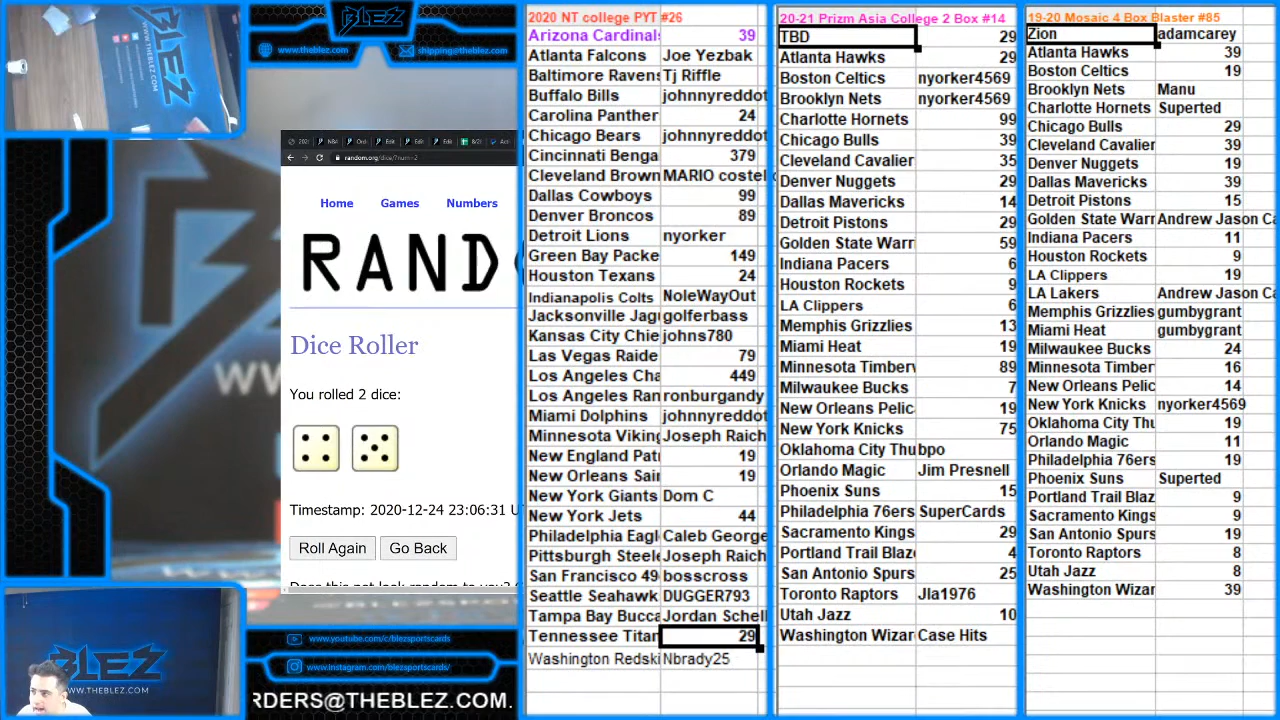 BLEZ
www.theblez.com
shipping@theblez.com
random.org/dice/?num=2
Home Games Numbers
RAND
Dice Roller
You rolled 2 dice:
Timestamp: 2020-12-24 23:06:31 U
Roll Again Go Back
www.youtube.com/c/blezsportscards
www.Instagram.com/blezsportscards/
RDERS@THEBLEZ.COM.
BLEZ
WWW.THEBLEZ.COM
2020 NT college PYT #26
Arizona Cardinals 39
Atlanta Falcons Joe Yezbak
Baltimore Ravens Tj Riffle
Buffalo Bills johnnyreddot
Carolina Panther 24
Chicago Bears johnnyreddot
Cincinnati Benga 379
Cleveland Brown MARIO costel
Dallas Cowboys 99
Denver Broncos 89
Detroit Lions nyorker
Green Bay Packe 149
Houston Texans 24
Indianapolis Colts NoleWayOut
Jacksonville Jag golferbass
Kansas City Chie johns780
Las Vegas Raide 79
Los Angeles Cha 449
Los Angeles Ran ronburgandy
Miami Dolphins johnnyreddot
Minnesota Viking Joseph Raich
New England Patr 19
New Orleans Sai 19
New York Giants Dom C
New York Jets 44
Philadelphia Eagl Caleb George
Pittsburgh Steele Joseph Raich
San Francisco 49 bosscross
Seattle Seahawk DUGGER793
Tampa Bay Bucca Jordan Schell
Tennessee Titan 29
Washington Redski Nbrady25
20-21 Prizm Asia College 2 Box #14
TBD 29
Atlanta Hawks 29
Boston Celtics nyorker4569
Brooklyn Nets nyorker4569
Charlotte Hornets 99
Chicago Bulls 39
Cleveland Cavalier 35
Denver Nuggets 29
Dallas Mavericks 14
Detroit Pistons 29
Golden State Warri 59
Indiana Pacers 6
Houston Rockets 9
LA Clippers 6
Memphis Grizzlies 13
Miami Heat 19
Minnesota Timberv 89
Milwaukee Bucks 7
New Orleans Pelic 19
New York Knicks 75
Oklahoma City Thu bpo
Orlando Magic Jim Presnell
Phoenix Suns 15
Philadelphia 76ers SuperCards
Sacramento Kings 29
Portland Trail Blaze 4
San Antonio Spurs 25
Toronto Raptors Jla1976
Utah Jazz 10
Washington Wizar Case Hits
19-20 Mosaic 4 Box Blaster #85
Zion adamcarey
Atlanta Hawks 39
Boston Celtics 19
Brooklyn Nets Manu
Charlotte Hornets Superted
Chicago Bulls 29
Cleveland Cavalier 39
Denver Nuggets 19
Dallas Mavericks 39
Detroit Pistons 15
Golden State Warr Andrew Jason Ca
Indiana Pacers 11
Houston Rockets 9
LA Clippers 19
LA Lakers Andrew Jason Ca
Memphis Grizzlies gumbygrant
Miami Heat gumbygrant
Milwaukee Bucks 24
Minnesota Timber 16
New Orleans Pelic 14
New York Knicks nyorker4569
Oklahoma City Thu 19
Orlando Magic 11
Philadelphia 76ers 19
Phoenix Suns Superted
Portland Trail Blaz 9
Sacramento Kings 9
San Antonio Spurs 19
Toronto Raptors 8
Utah Jazz 8
Washington Wizar 39